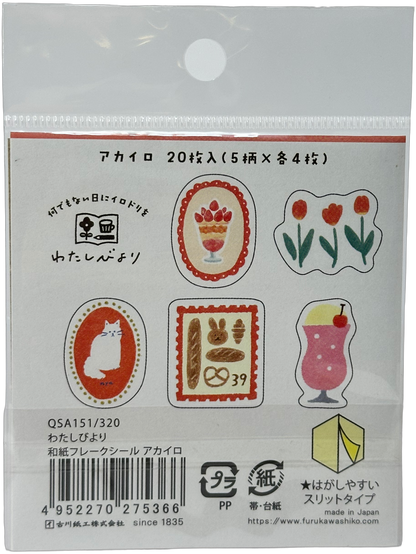 アカイロ 20枚入(5柄×各4枚)
何でもない日にイロドリを
わたしびより
39
QSA151/320
わたしびより
和紙フレークシール アカイロ
4 952270 275366
古川紙工株式会社 since 1835
プラ
PP
紙
帯・台紙
★はがしやすい
スリットタイプ
made in Japan
https://www.furukawashiko.com